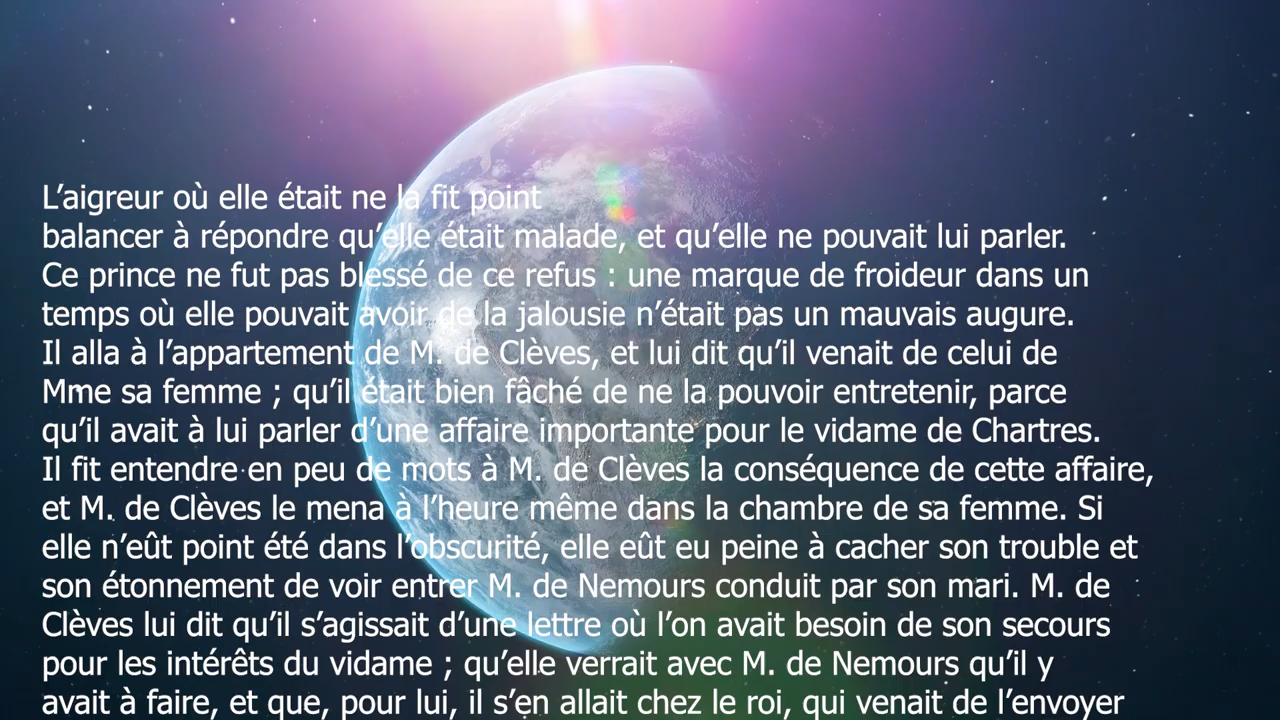 L’aigreur où elle était ne la fit point
balancer à répondre qu’elle était malade, et qu’elle ne pouvait lui parler.
Ce prince ne fut pas blessé de ce refus : une marque de froideur dans un
temps où elle pouvait avoir de la jalousie n’était pas un mauvais augure.
Il alla à l’appartement de M. de Clèves, et lui dit qu’il venait de celui de
Mme sa femme ; qu’il était bien fâché de ne la pouvoir entretenir, parce
qu’il avait à lui parler d’une affaire importante pour le vidame de Chartres.
Il fit entendre en peu de mots à M. de Clèves la conséquence de cette affaire,
et M. de Clèves le mena à l’heure même dans la chambre de sa femme. Si
elle n’eût point été dans l’obscurité, elle eût eu peine à cacher son trouble et
son étonnement de voir entrer M. de Nemours conduit par son mari. M. de
Clèves lui dit qu’il s’agissait d’une lettre où l’on avait besoin de son secours
pour les intérêts du vidame ; qu’elle verrait avec M. de Nemours qu’il y
avait à faire, et que, pour lui, il s’en allait chez le roi, qui venait de l’envoyer